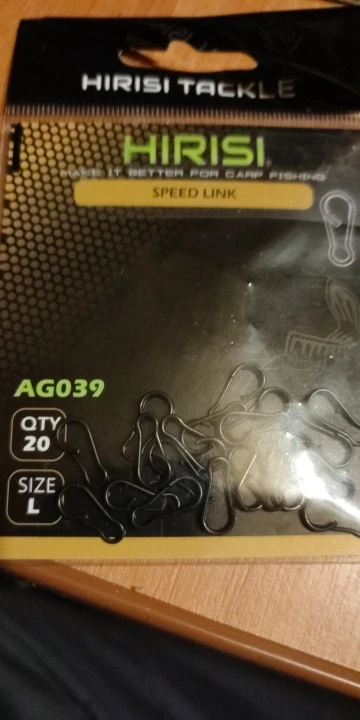 HIRISI TACKLE
HIRISI
MAKE IT BETTER FOR CARP FISHING
SPEED LINK
AG039
QTY
20
SIZE
L